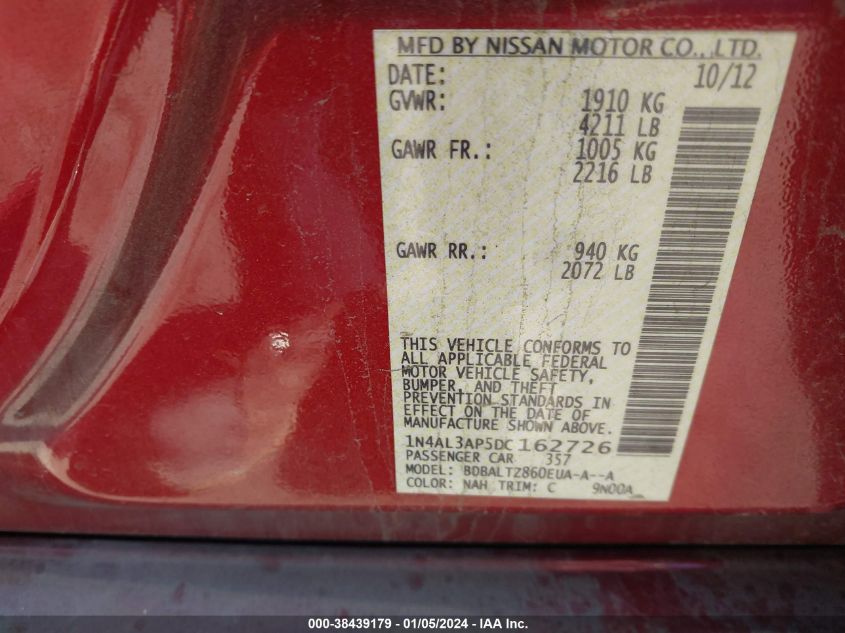 MFD BY NISSAN MOTOR CO.,LTD.
DATE: 10/12
GVWR: 1910 KG
4211 LB
GAWR FR.: 1005 KG
2216 LB
GAWR RR.: 940 KG
2072 LB
THIS VEHICLE CONFORMS TO
ALL APPLICABLE FEDERAL
MOTOR VEHICLE SAFETY,
BUMPER, AND THEFT
PREVENTION STANDARDS IN
EFFECT ON THE DATE OF
MANUFACTURE SHOWN ABOVE.
1N4AL3AP5DC162726
PASSENGER CAR 357
MODEL: BDBALTZ860EUA-A--A
COLOR: NAH TRIM: C 9N00A
000-38439179 - 01/05/2024 - IMPACT AUTO AUCTIONS INC.